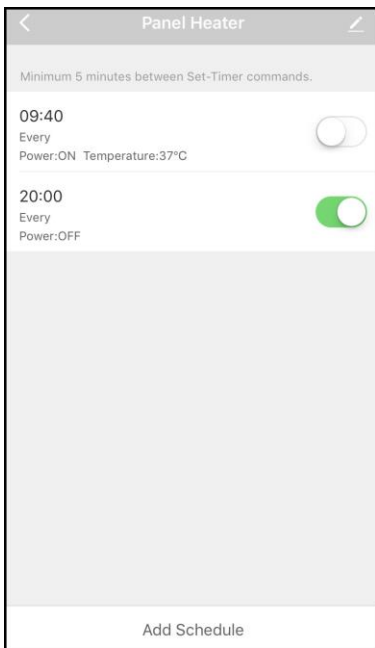 Panel Heater
Minimum 5 minutes between Set-Timer commands.
09:40
Every
Power:ON Temperature:37°C
20:00
Every
Power:OFF
Add Schedule